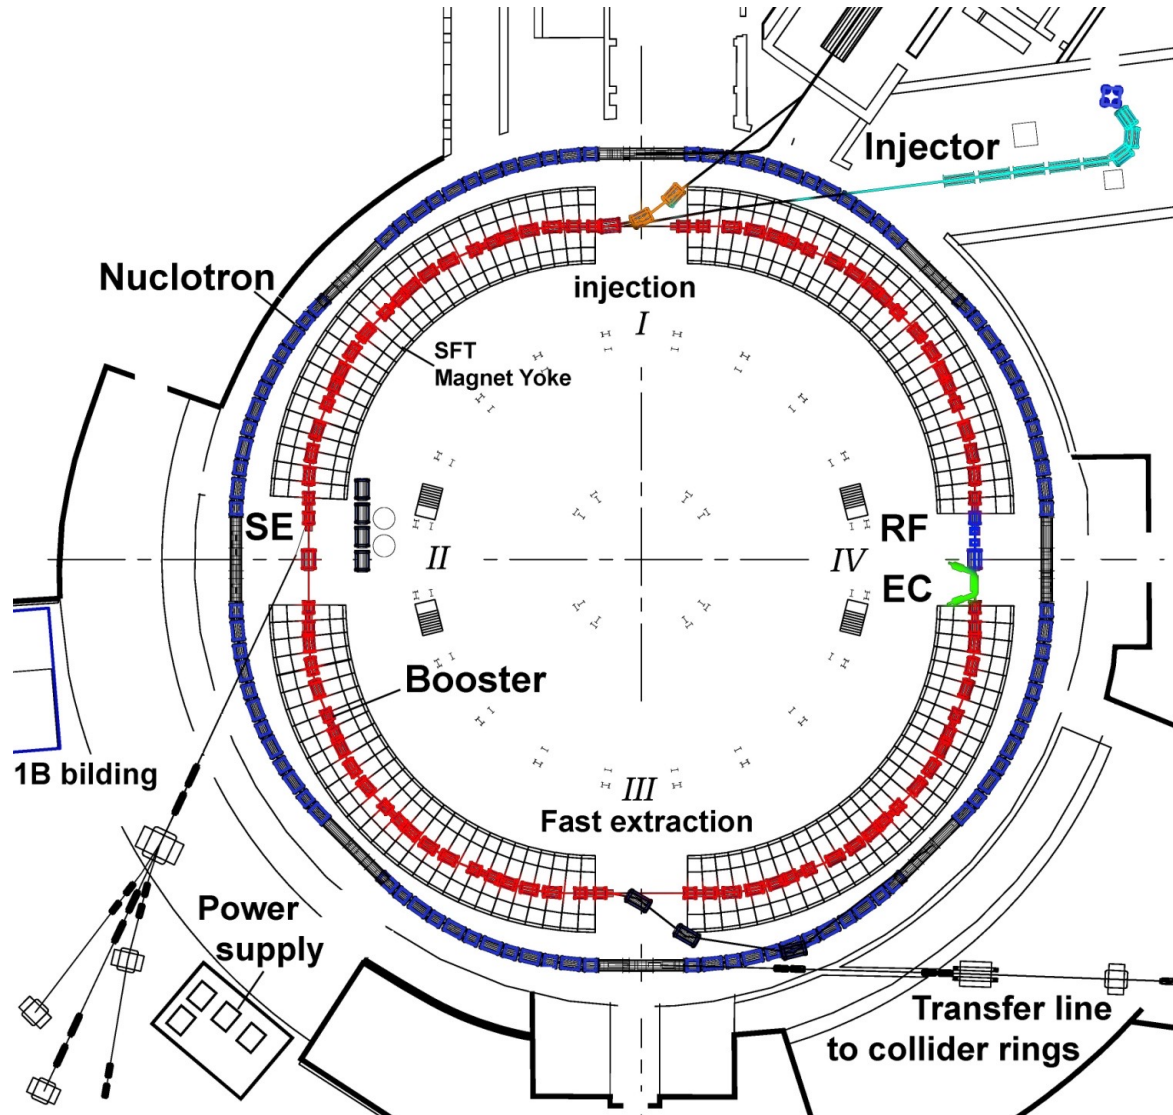 Injector
Nuclotron
injection
I
SFT
Magnet Yoke
SE
RF
II
IV
EC
Booster
1B bilding
III
Fast extraction
Power
supply
Transfer line
to collider rings